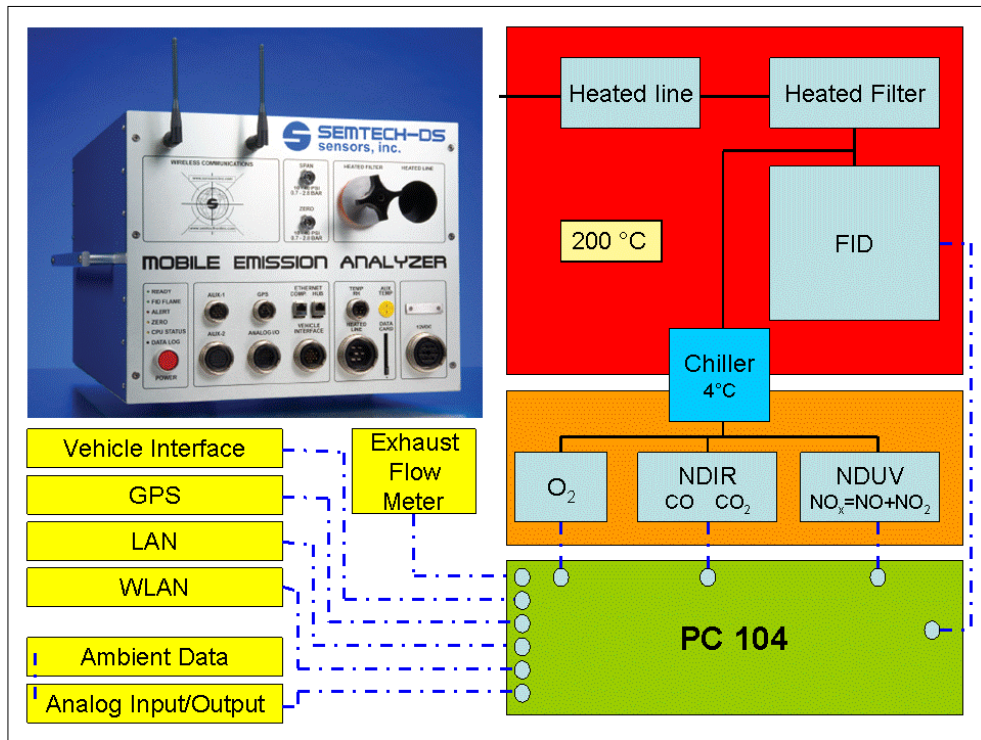 SEMTECH-DS
sensors, inc.
WIRELESS COMMUNICATIONS
SPAN
ZERO
HEATED FILTER
HEATED LINE
MOBILE EMISSION ANALYZER
READY
FID FLAME
ALERT
ZERO
CPU STATUS
DATA LOG
POWER
AUX-1
GPS
ETHERNET
COMP. HUB
TEMP
RH
AUX
TEMP
AUX-2
ANALOG I/O
VEHICLE
INTERFACE
HEATED
LINE
DATA
CARD
12VDC
Heated line
Heated Filter
200 °C
FID
Chiller
4°C
O2
NDIR
CO CO2
NDUV
NOx=NO+NO2
PC 104
Vehicle Interface
GPS
LAN
WLAN
Ambient Data
Analog Input/Output
Exhaust
Flow
Meter